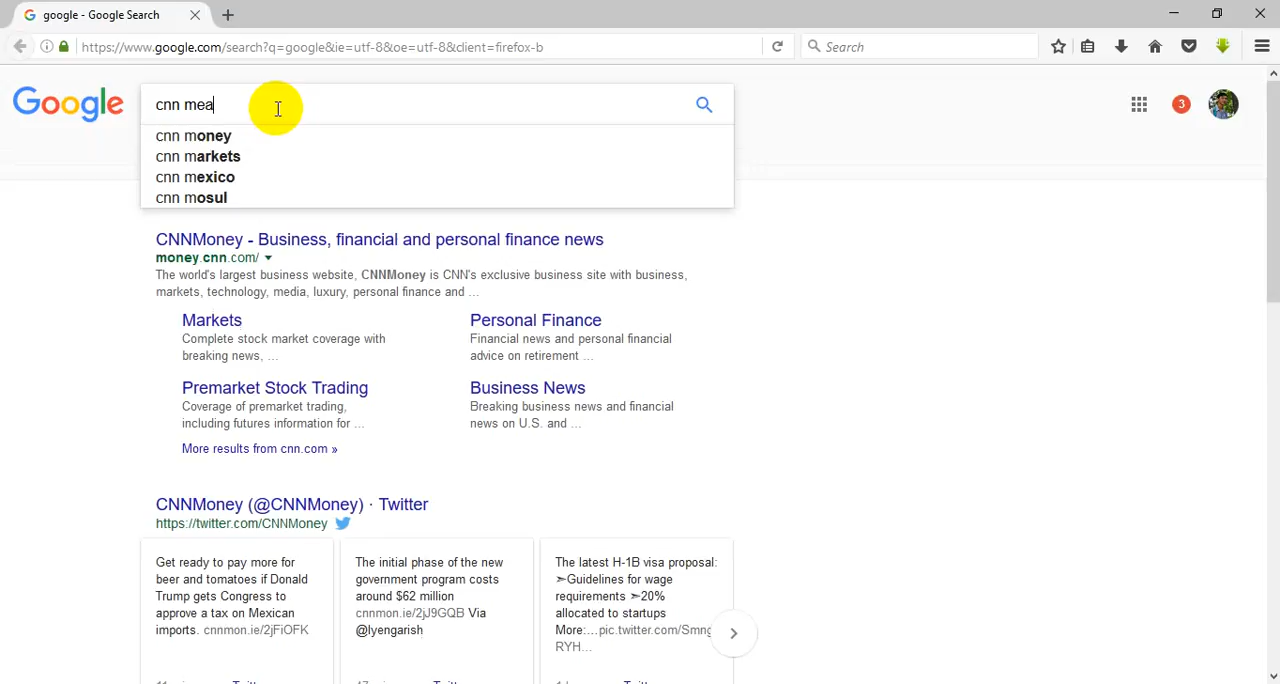 google - Google Search
https://www.google.com/search?q=google&ie=utf-8&oe=utf-8&client=firefox-b
Search
Google
cnn mea
3
cnn money
cnn markets
cnn mexico
cnn mosul
CNNMoney - Business, financial and personal finance news
money.cnn.com/
The world's largest business website, CNNMoney is CNN's exclusive business site with business,
markets, technology, media, luxury, personal finance and ...
Markets
Complete stock market coverage with
breaking news, ...
Personal Finance
Financial news and personal financial
advice on retirement ...
Premarket Stock Trading
Coverage of premarket trading,
including futures information for ...
Business News
Breaking business news and financial
news on U.S. and ...
More results from cnn.com »
CNNMoney (@CNNMoney) · Twitter
https://twitter.com/CNNMoney
Get ready to pay more for
beer and tomatoes if Donald
Trump gets Congress to
approve a tax on Mexican
imports. cnnmon.ie/2jFiOFK
The initial phase of the new
government program costs
around $62 million
cnnmon.ie/2jJ9GQB Via
@lyengarish
The latest H-1B visa proposal:
➣Guidelines for wage
requirements ➣20%
allocated to startups
More:...pic.twitter.com/Smng
RYH...